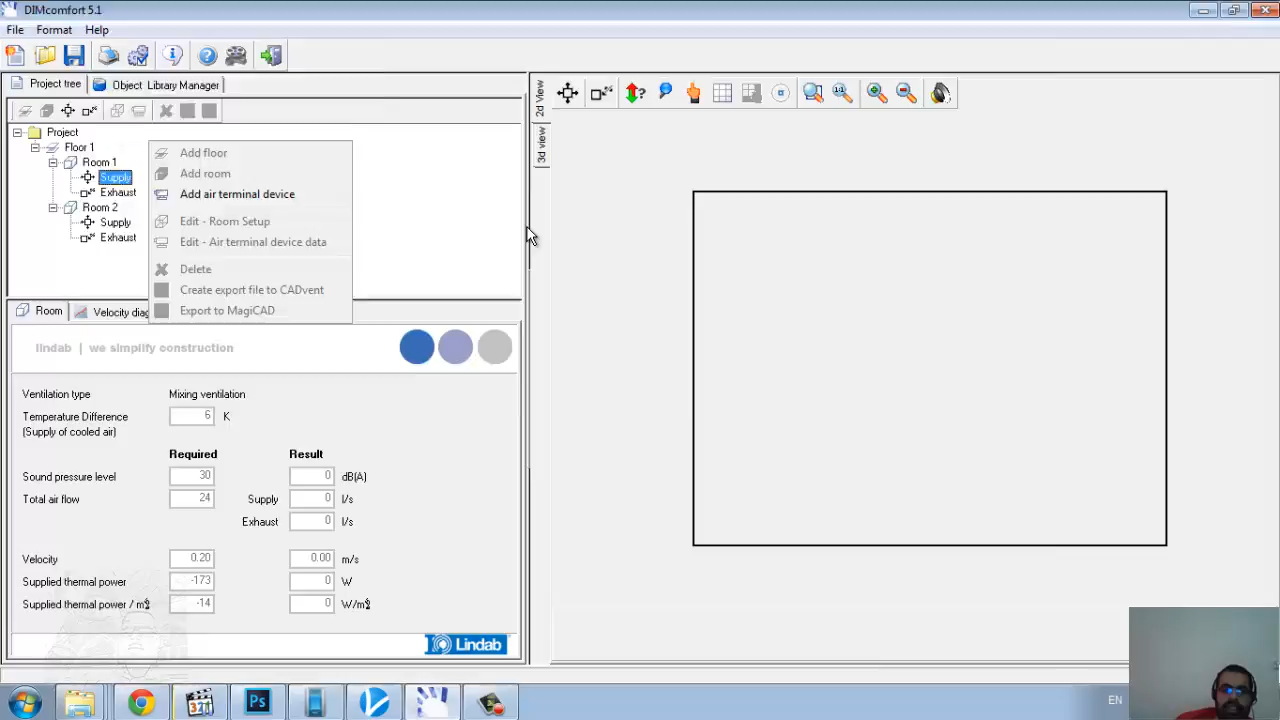 DIMcomfort 5.1
File Format Help
Project tree Object Library Manager
Project
Floor 1
Room 1
Supply
Exhaust
Room 2
Supply
Exhaust
Add floor
Add room
Add air terminal device
Edit - Room Setup
Edit - Air terminal device data
Delete
Create export file to CADvent
Export to MagiCAD
2d View
3d view
Room Velocity diag
lindab | we simplify construction
Ventilation type Mixing ventilation
Temperature Difference 6 K
(Supply of cooled air)
Required Result
Sound pressure level 30 0 dB(A)
Total air flow 24 Supply 0 l/s
Exhaust 0 l/s
Velocity 0.20 0.00 m/s
Supplied thermal power -173 0 W
Supplied thermal power / m² -14 0 W/m²
Lindab
321
Ps
EN